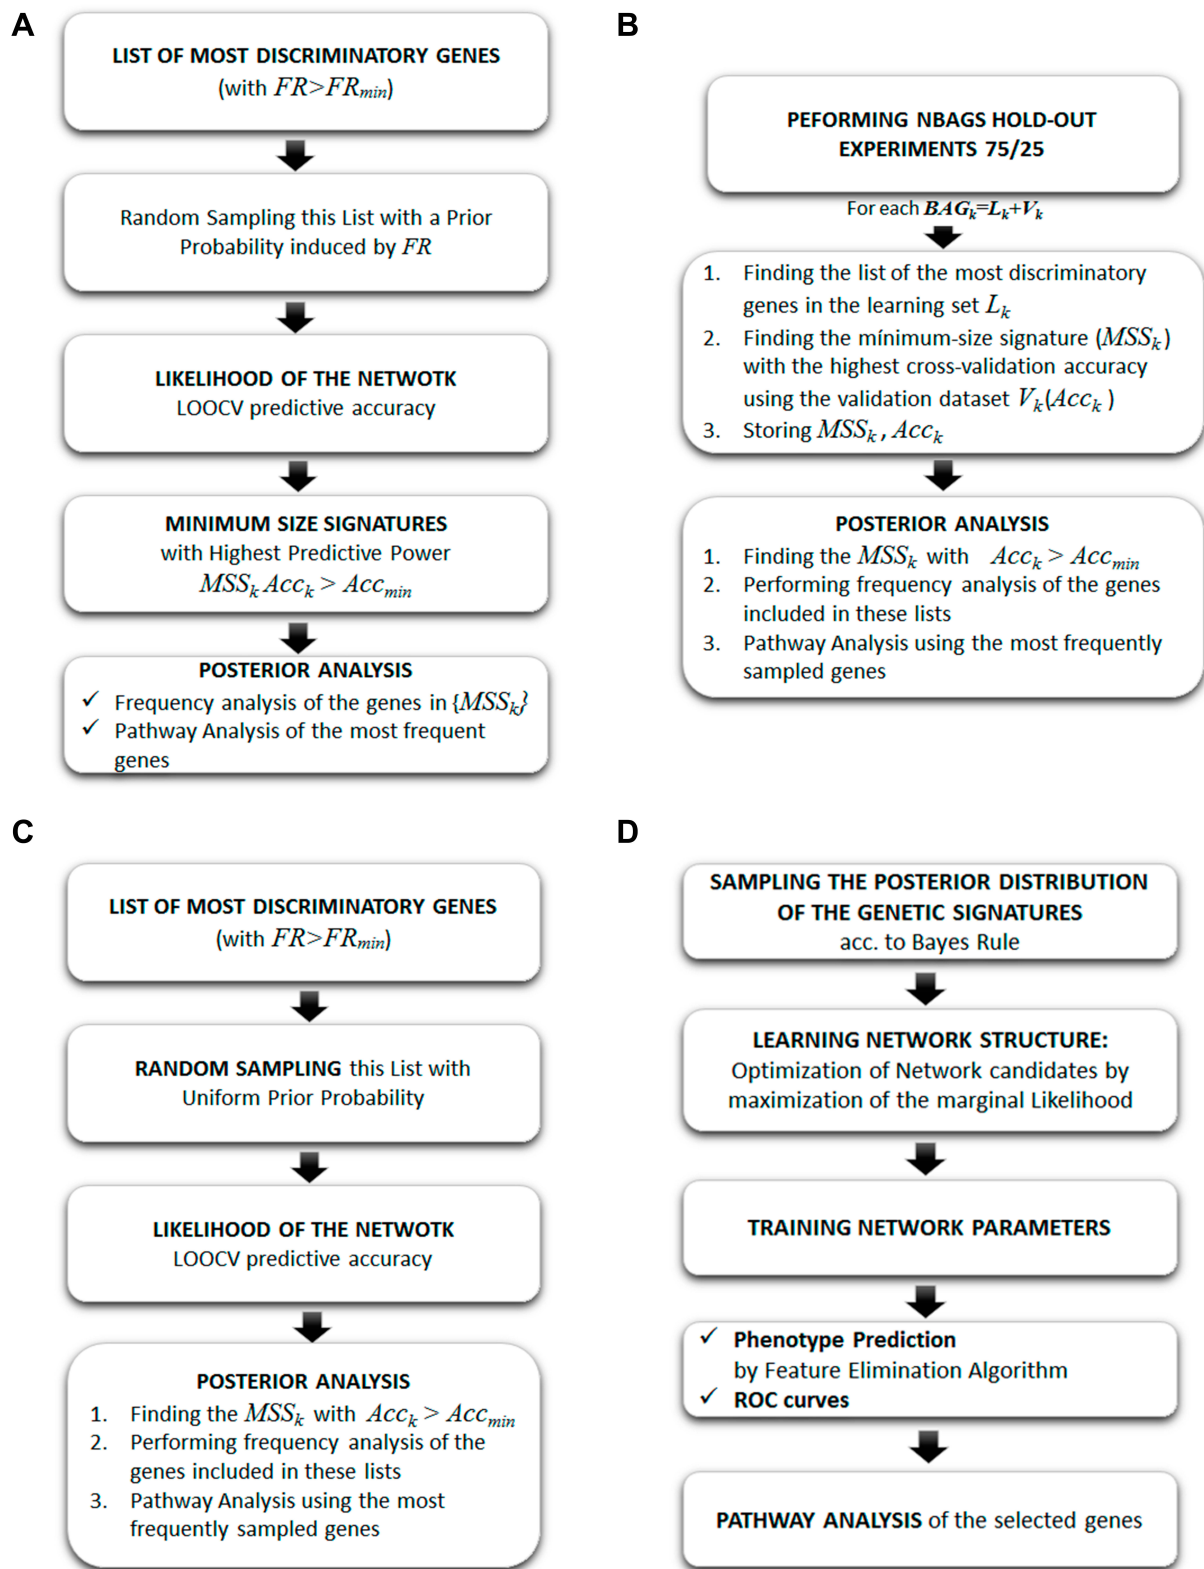 A
LIST OF MOST DISCRIMINATORY GENES
(with FR>FRmin)
Random Sampling this List with a Prior
Probability induced by FR
LIKELIHOOD OF THE NETWOTK
LOOCV predictive accuracy
MINIMUM SIZE SIGNATURES
with Highest Predictive Power
MSSk Acck > Accmin
POSTERIOR ANALYSIS
✓ Frequency analysis of the genes in {MSSk}
✓ Pathway Analysis of the most frequent
genes
B
PEFORMING NBAGS HOLD-OUT
EXPERIMENTS 75/25
For each BAGk=Lk+Vk
1. Finding the list of the most discriminatory
genes in the learning set Lk
2. Finding the mínimum-size signature (MSSk)
with the highest cross-validation accuracy
using the validation dataset Vk(Acck )
3. Storing MSSk , Acck
POSTERIOR ANALYSIS
1. Finding the MSSk with Acck > Accmin
2. Performing frequency analysis of the genes
included in these lists
3. Pathway Analysis using the most frequently
sampled genes
C
LIST OF MOST DISCRIMINATORY GENES
(with FR>FRmin)
RANDOM SAMPLING this List with
Uniform Prior Probability
LIKELIHOOD OF THE NETWOTK
LOOCV predictive accuracy
POSTERIOR ANALYSIS
1. Finding the MSSk with Acck > Accmin
2. Performing frequency analysis of the
genes included in these lists
3. Pathway Analysis using the most
frequently sampled genes
D
SAMPLING THE POSTERIOR DISTRIBUTION
OF THE GENETIC SIGNATURES
acc. to Bayes Rule
LEARNING NETWORK STRUCTURE:
Optimization of Network candidates by
maximization of the marginal Likelihood
TRAINING NETWORK PARAMETERS
✓ Phenotype Prediction
by Feature Elimination Algorithm
✓ ROC curves
PATHWAY ANALYSIS of the selected genes